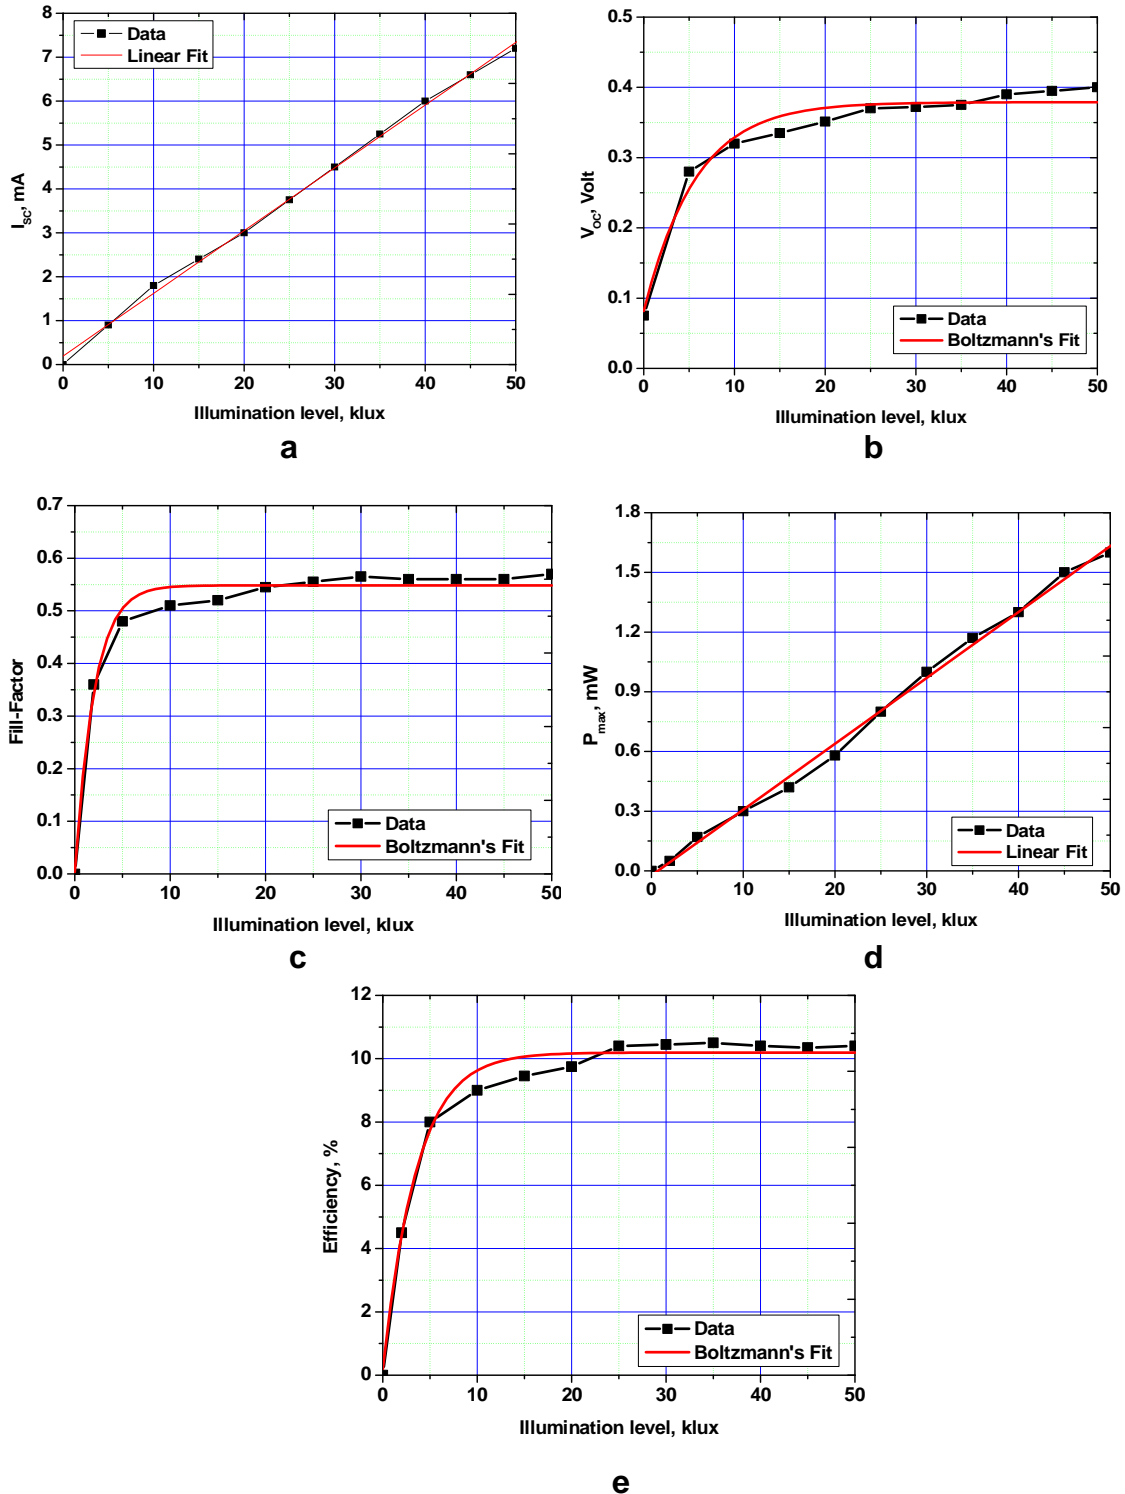 8
7
6
5
4
3
2
1
0
I_SC, mA
Data
Linear Fit
0 10 20 30 40 50
Illumination level, klux
a
0.5
0.4
0.3
0.2
0.1
0.0
V_OC, Volt
Data
Boltzmann's Fit
0 10 20 30 40 50
Illumination level, klux
b
0.7
0.6
0.5
0.4
0.3
0.2
0.1
0.0
Fill-Factor
Data
Boltzmann's Fit
0 10 20 30 40 50
Illumination level, klux
c
1.8
1.5
1.2
0.9
0.6
0.3
0.0
P_max, mW
Data
Linear Fit
0 10 20 30 40 50
Illumination level, klux
d
12
10
8
6
4
2
0
Efficiency, %
Data
Boltzmann's Fit
0 10 20 30 40 50
Illumination level, klux
e